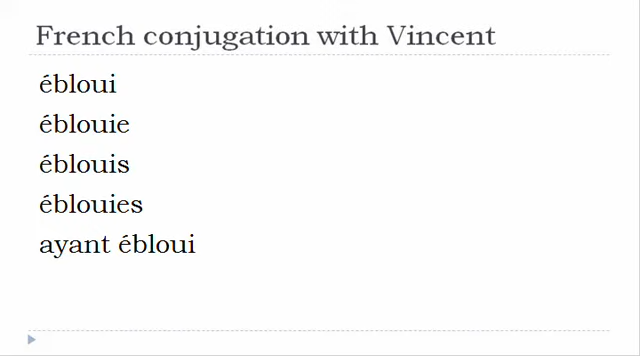 French conjugation with Vincent
ébloui
éblouie
éblouis
éblouies
ayant ébloui